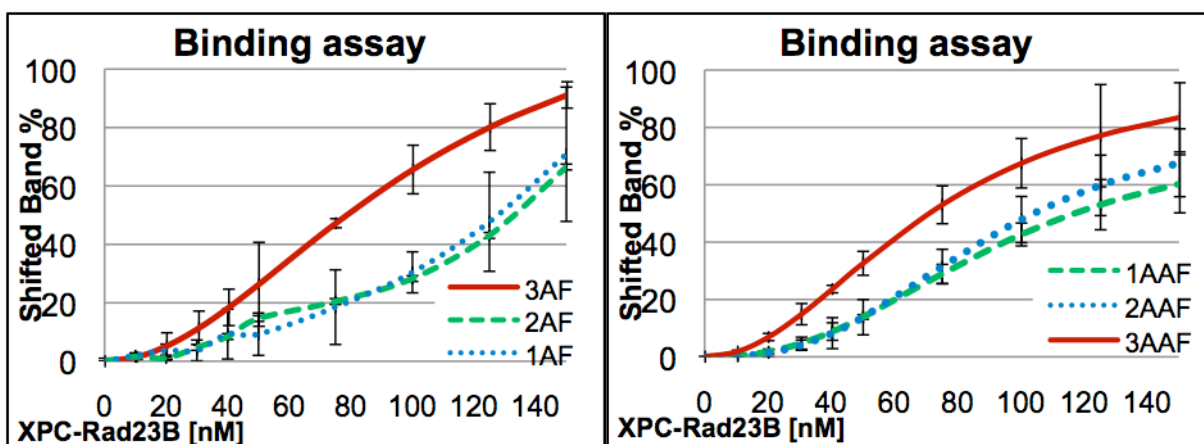 Binding assay
Shifted Band %
100
80
60
40
20
0
3AF
2AF
1AF
0 20 40 60 80 100 120 140
XPC-Rad23B [nM]
Binding assay
Shifted Band %
100
80
60
40
20
0
1AAF
2AAF
3AAF
0 20 40 60 80 100 120 140
XPC-Rad23B [nM]